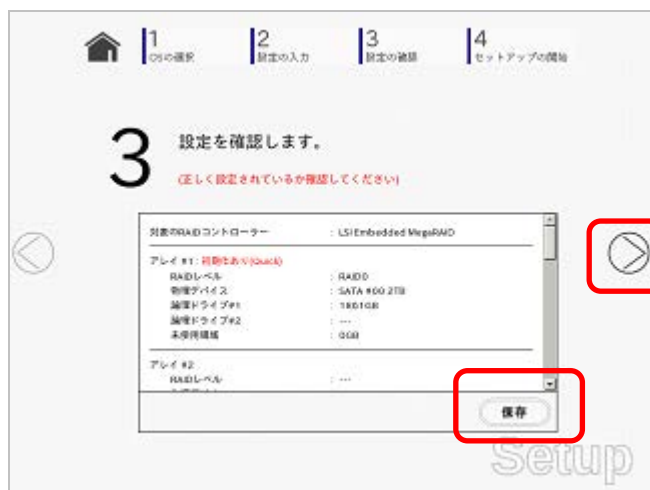 1
OSの選択
2
設定の入力
3
設定の確認
4
セットアップの開始
3
設定を確認します。
(正しく設定されているか確認してください)
対象のRAIDコントローラー : LSI Embedded MegaRAID
アレイ #1 : 初期化あり(Quick)
RAIDレベル : RAID0
物理デバイス : SATA #00 2TB
論理ドライブ#1 : 1861GB
論理ドライブ#2 : ---
未使用領域 : 0GB
アレイ #2
RAIDレベル : ---
保存
Setup